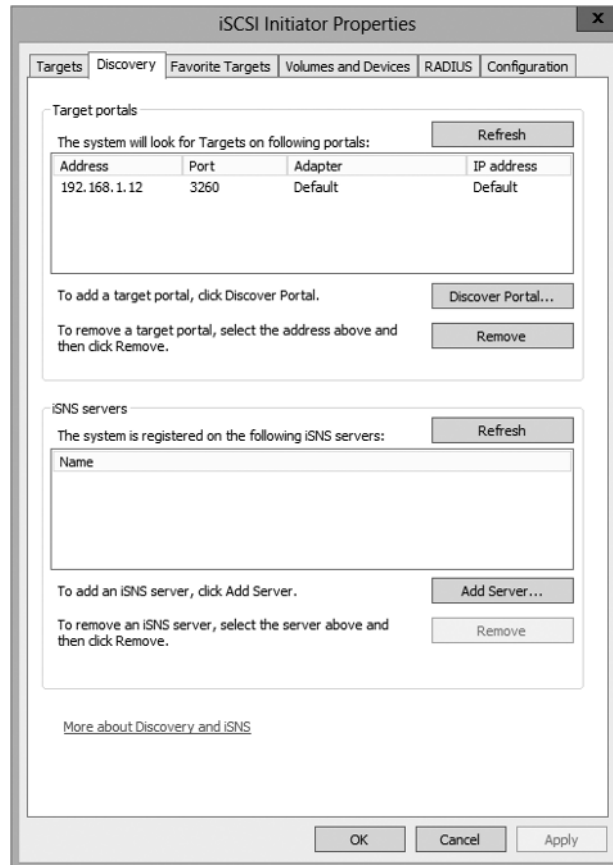 iSCSI Initiator Properties
x
Targets Discovery Favorite Targets Volumes and Devices RADIUS Configuration
Target portals
The system will look for Targets on following portals:
Refresh
Address Port Adapter IP address
192.168.1.12 3260 Default Default
To add a target portal, click Discover Portal.
Discover Portal...
To remove a target portal, select the address above and
then click Remove.
Remove
iSNS servers
The system is registered on the following iSNS servers:
Refresh
Name
To add an iSNS server, click Add Server.
Add Server...
To remove an iSNS server, select the server above and
then click Remove.
Remove
More about Discovery and iSNS
OK Cancel Apply